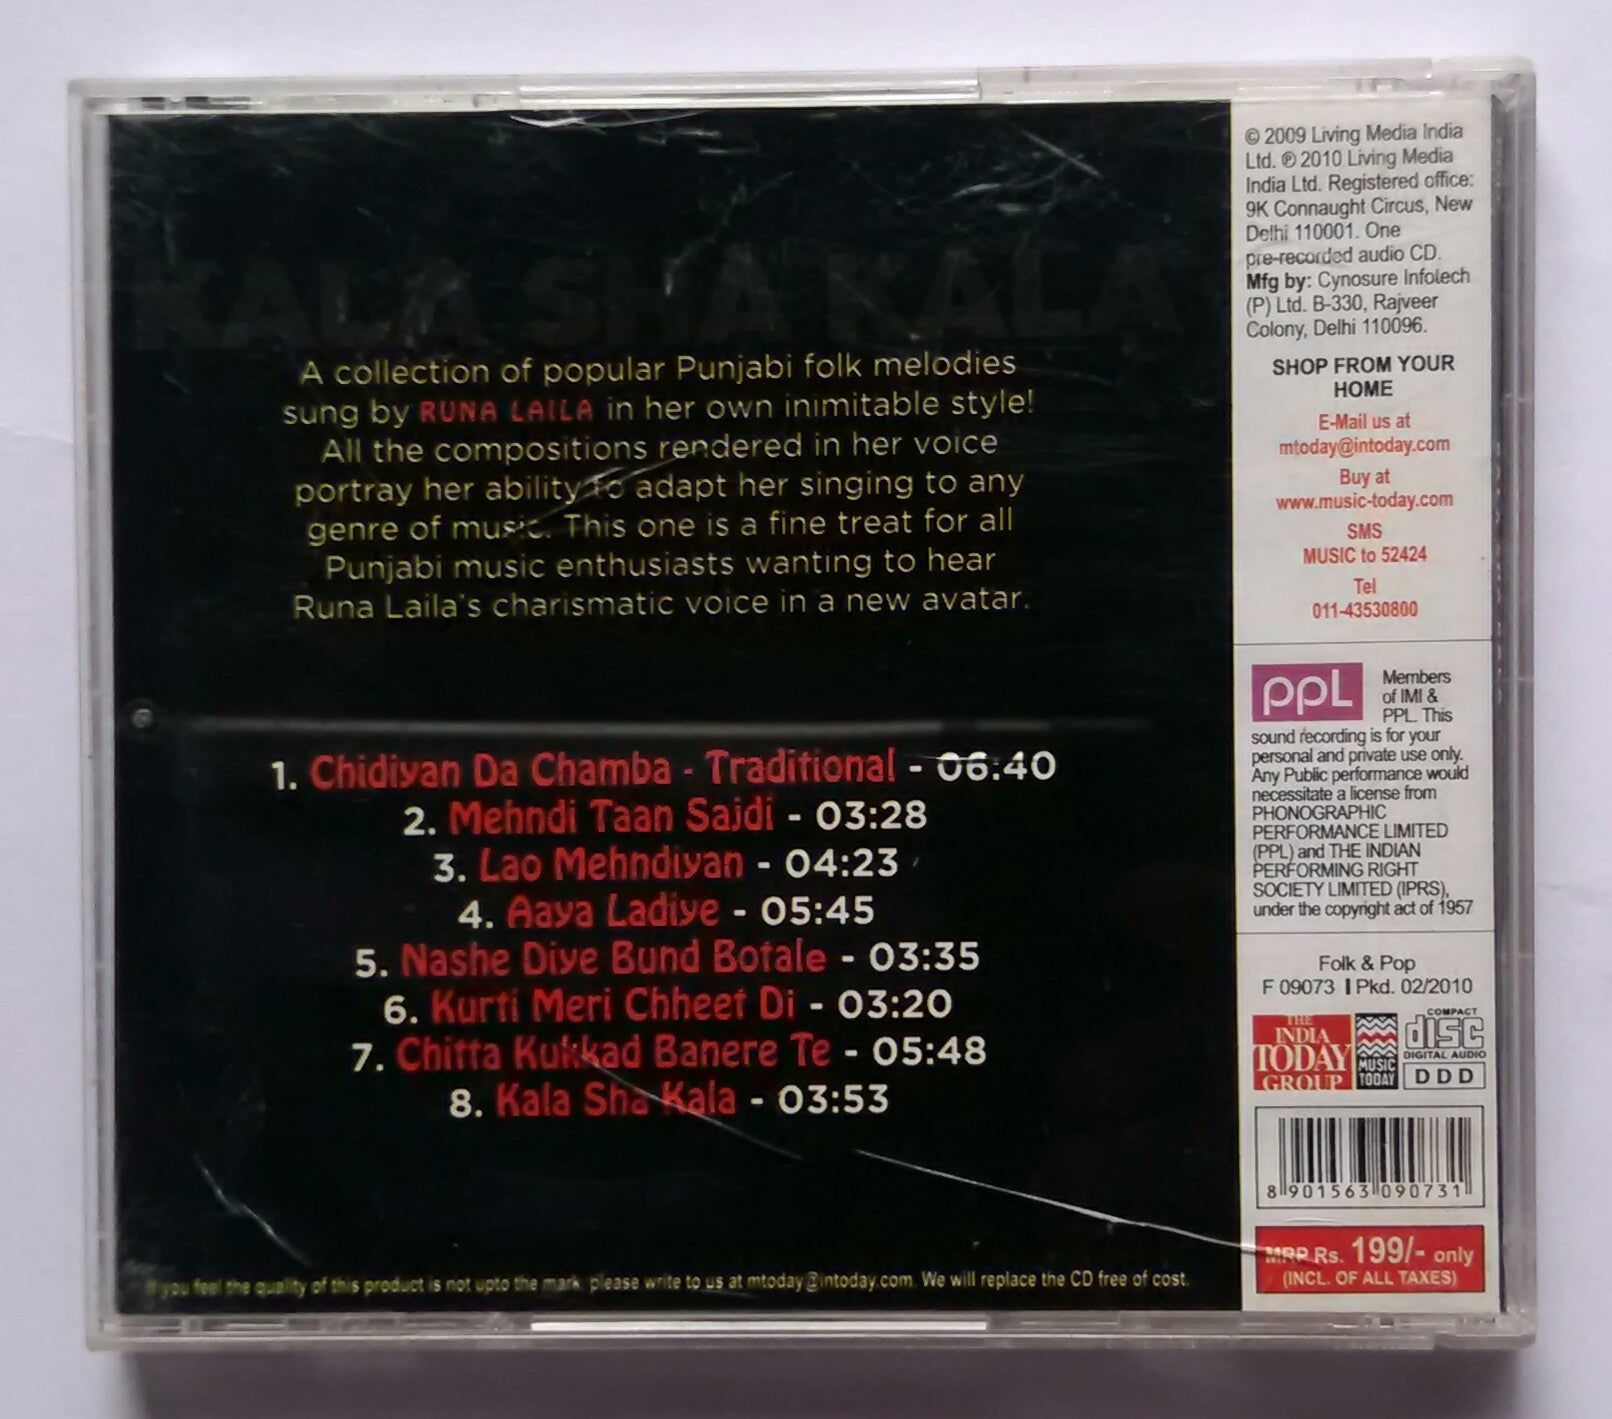 KALA SHA KALA
A collection of popular Punjabi folk melodies
sung by RUNA LAILA in her own inimitable style!
All the compositions rendered in her voice
portray her ability to adapt her singing to any
genre of music. This one is a fine treat for all
Punjabi music enthusiasts wanting to hear
Runa Laila's charismatic voice in a new avatar.
1. Chidiyan Da Chamba - Traditional - 06:40
2. Mehndi Taan Sajdi - 03:28
3. Lao Mehndiyan - 04:23
4. Aaya Ladiye - 05:45
5. Nashe Diye Bund Botale - 03:35
6. Kurti Meri Chheet Di - 03:20
7. Chitta Kukkad Banere Te - 05:48
8. Kala Sha Kala - 03:53
If you feel the quality of this product is not upto the mark please write to us at mtoday@intoday.com. We will replace the CD free of cost.
© 2009 Living Media India
Ltd. ℗ 2010 Living Media
India Ltd. Registered office:
9K Connaught Circus, New
Delhi 110001. One
pre-recorded audio CD.
Mfg by: Cynosure Infotech
(P) Ltd. B-330, Rajveer
Colony, Delhi 110096.
SHOP FROM YOUR
HOME
E-Mail us at
mtoday@intoday.com
Buy at
www.music-today.com
SMS
MUSIC to 52424
Tel
011-43530800
ppL
Members
of IMI &
PPL. This
sound recording is for your
personal and private use only.
Any Public performance would
necessitate a license from
PHONOGRAPHIC
PERFORMANCE LIMITED
(PPL) and THE INDIAN
PERFORMING RIGHT
SOCIETY LIMITED (IPRS),
under the copyright act of 1957
Folk & Pop
F 09073 | Pkd. 02/2010
THE
INDIA
TODAY
GROUP
MUSIC
TODAY
COMPACT
disc
DIGITAL AUDIO
DDD
8 901563 090731
MRP Rs. 199/- only
(INCL. OF ALL TAXES)